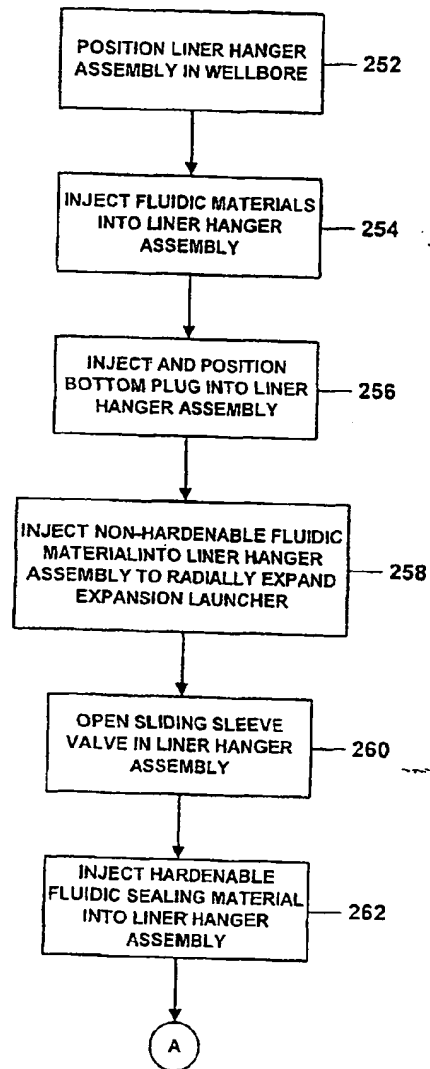 POSITION LINER HANGER
ASSEMBLY IN WELLBORE
252
INJECT FLUIDIC MATERIALS
INTO LINER HANGER
ASSEMBLY
254
INJECT AND POSITION
BOTTOM PLUG INTO LINER
HANGER ASSEMBLY
256
INJECT NON-HARDENABLE FLUIDIC
MATERIALINTO LINER HANGER
ASSEMBLY TO RADIALLY EXPAND
EXPANSION LAUNCHER
258
OPEN SLIDING SLEEVE
VALVE IN LINER HANGER
ASSEMBLY
260
INJECT HARDENABLE
FLUIDIC SEALING MATERIAL
INTO LINER HANGER
ASSEMBLY
262
A